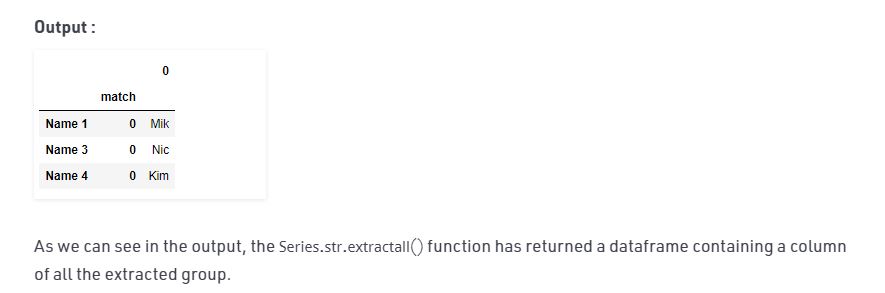 Output :
0
match
Name 1 0 Mik
Name 3 0 Nic
Name 4 0 Kim
As we can see in the output, the Series.str.extractall() function has returned a dataframe containing a column
of all the extracted group.